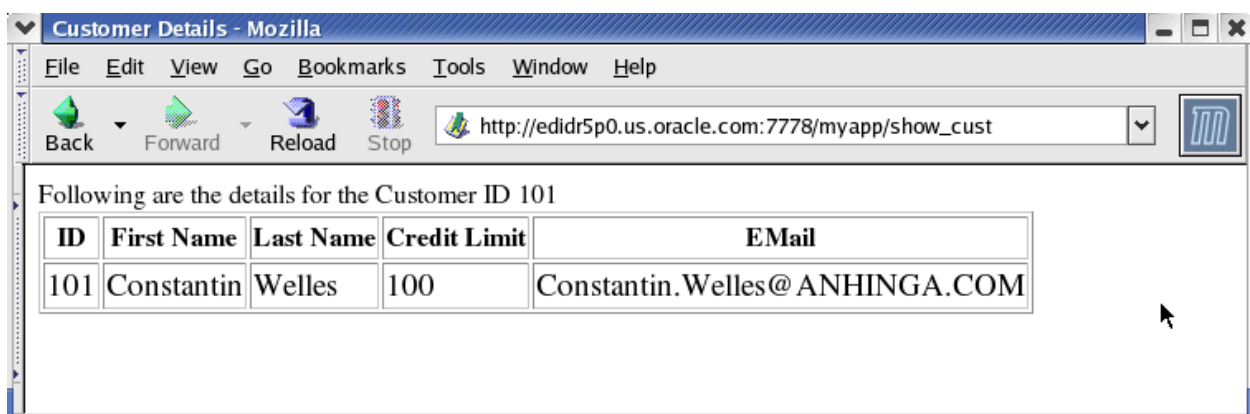 Customer Details - Mozilla
File Edit View Go Bookmarks Tools Window Help
Back Forward Reload Stop http://edidr5p0.us.oracle.com:7778/myapp/show_cust
Following are the details for the Customer ID 101
ID First Name Last Name Credit Limit EMail
101 Constantin Welles 100 Constantin.Welles@ANHINGA.COM